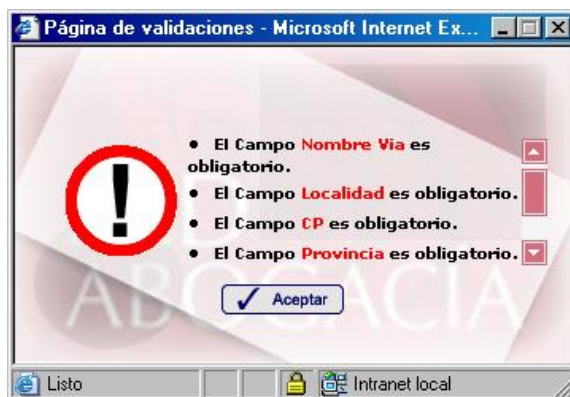 Página de validaciones - Microsoft Internet Ex...
• El Campo Nombre Via es
obligatorio.
• El Campo Localidad es obligatorio.
• El Campo CP es obligatorio.
• El Campo Provincia es obligatorio.
Aceptar
ABOGACÍA
Listo
Intranet local